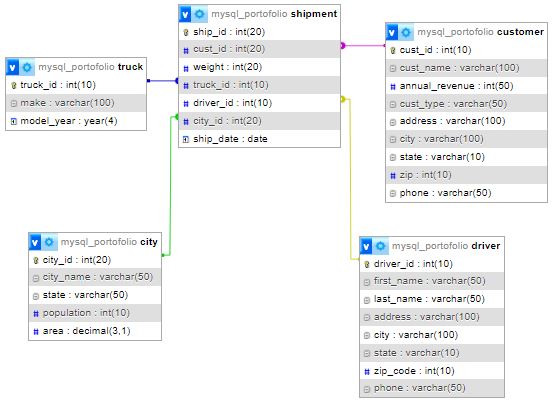 mysql_portofolio shipment
ship_id : int(20)
cust_id : int(20)
weight : int(20)
truck_id : int(10)
driver_id : int(10)
city_id : int(20)
ship_date : date
mysql_portofolio customer
cust_id : int(10)
cust_name : varchar(100)
annual_revenue : int(50)
cust_type : varchar(50)
address : varchar(100)
city : varchar(100)
state : varchar(10)
zip : int(10)
phone : varchar(50)
mysql_portofolio truck
truck_id : int(10)
make : varchar(100)
model_year : year(4)
mysql_portofolio city
city_id : int(20)
city_name : varchar(50)
state : varchar(50)
population : int(10)
area : decimal(3,1)
mysql_portofolio driver
driver_id : int(10)
first_name : varchar(50)
last_name : varchar(50)
address : varchar(100)
city : varchar(100)
state : varchar(10)
zip_code : int(10)
phone : varchar(50)